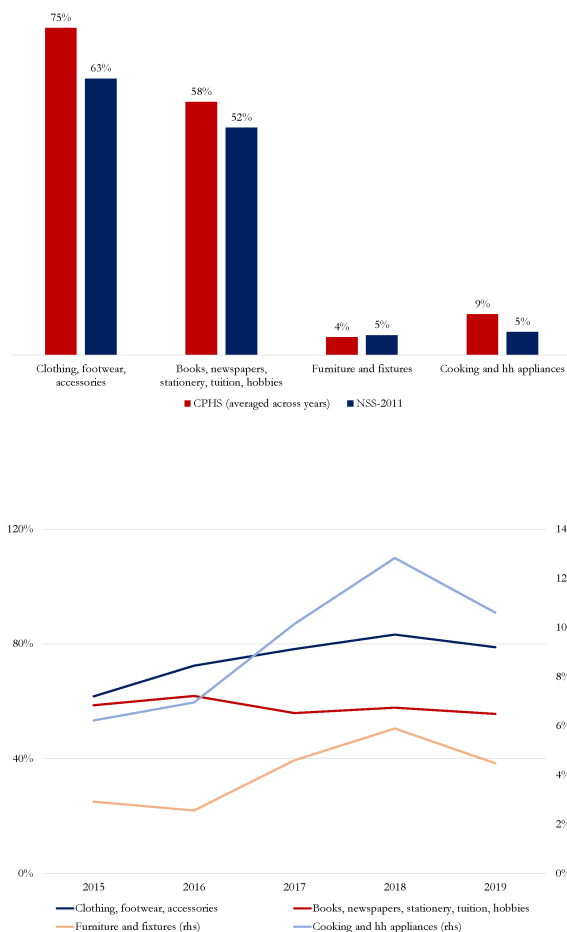 75%
63%
58%
52%
4%
5%
9%
5%
Clothing, footwear, accessories
Books, newspapers, stationery, tuition, hobbies
Furniture and fixtures
Cooking and hh appliances
CPHS (averaged across years) NSS-2011
120%
80%
40%
0%
14
12
10
8%
6%
4%
2%
0%
2015 2016 2017 2018 2019
Clothing, footwear, accessories Books, newspapers, stationery, tuition, hobbies
Furniture and fixtures (rhs) Cooking and hh appliances (rhs)